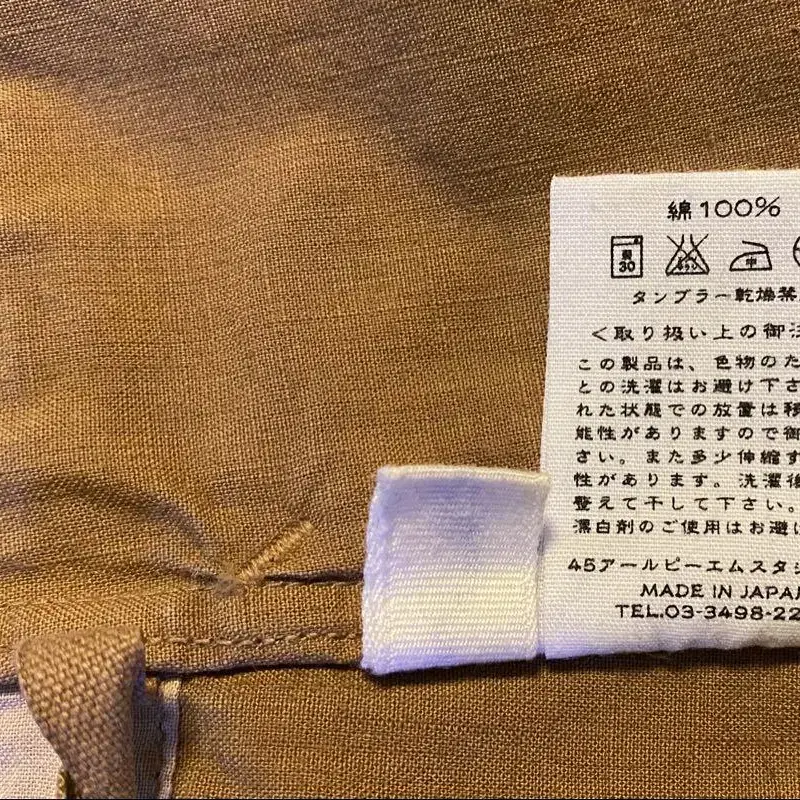 綿100%
30
中
タンブラー乾燥禁
<取り扱い上の御注
この製品は、色物のた
との洗濯はお避け下さ
れた状態での放置は移
能性がありますので御
さい。また多少伸縮す
性があります。洗濯後
整えて干して下さい。
漂白剤のご使用はお避け
45アールピーエムスタジ
MADE IN JAPAN
TEL.03-3498-22